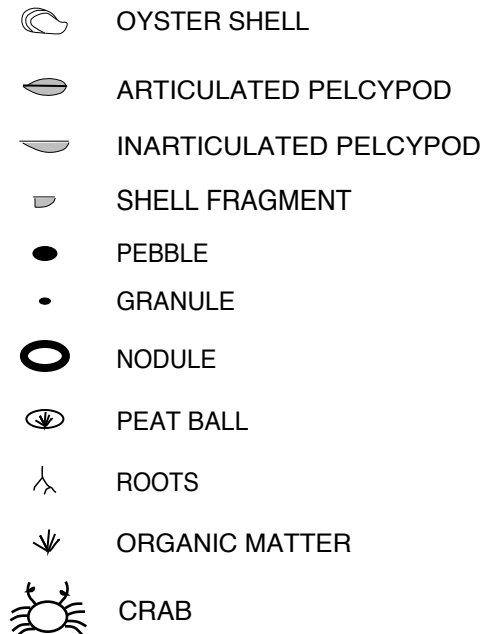 OYSTER SHELL
ARTICULATED PELCYPOD
INARTICULATED PELCYPOD
SHELL FRAGMENT
PEBBLE
GRANULE
NODULE
PEAT BALL
ROOTS
ORGANIC MATTER
CRAB